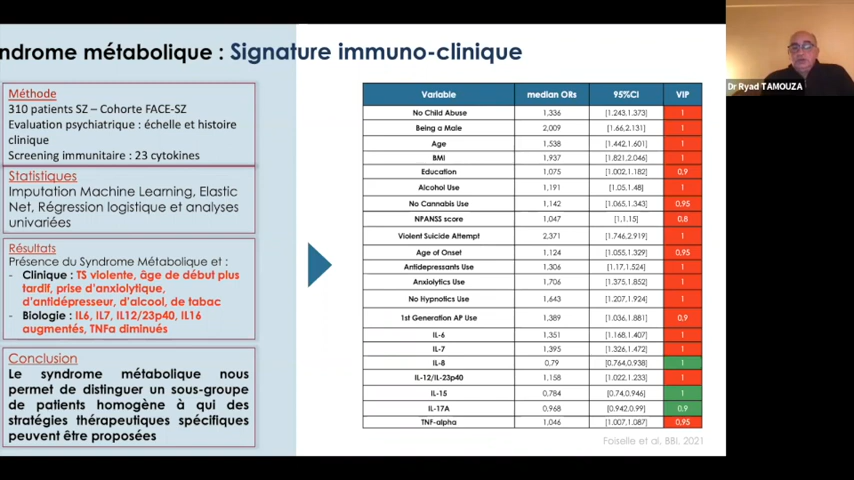 ndrome métabolique : Signature immuno-clinique
Dr Ryad TAMOUZA
Méthode
310 patients SZ – Cohorte FACE-SZ
Evaluation psychiatrique : échelle et histoire
clinique
Screening immunitaire : 23 cytokines
Statistiques
Imputation Machine Learning, Elastic
Net, Régression logistique et analyses
univariées
Résultats
Présence du Syndrome Métabolique et :
- Clinique : TS violente, âge de début plus
tardif, prise d'anxiolytique,
d'antidépresseur, d'alcool, de tabac
- Biologie : IL6, IL7, IL12/23p40, IL16
augmentés, TNFa diminués
Conclusion
Le syndrome métabolique nous
permet de distinguer un sous-groupe
de patients homogène à qui des
stratégies thérapeutiques spécifiques
peuvent être proposées
Variable median ORs 95%CI VIP
No Child Abuse 1,336 [1.243,1.373] 1
Being a Male 2,009 [1.66,2.131] 1
Age 1,538 [1.442,1.601] 1
BMI 1,937 [1.821,2.046] 1
Education 1,075 [1.002,1.182] 0,9
Alcohol Use 1,191 [1.05,1.48] 1
No Cannabis Use 1,142 [1.065,1.343] 0,95
NPANSS score 1,047 [1,1.15] 0,8
Violent Suicide Attempt 2,371 [1.746,2.919] 1
Age of Onset 1,124 [1.055,1.329] 0,95
Antidepressants Use 1,306 [1.17,1.524] 1
Anxiolytics Use 1,706 [1.375,1.852] 1
No Hypnotics Use 1,643 [1.207,1.924] 1
1st Generation AP Use 1,389 [1.036,1.881] 0,9
IL-6 1,351 [1.168,1.407] 1
IL-7 1,395 [1.326,1.472] 1
IL-8 0,79 [0.764,0.938] 1
IL-12/IL-23p40 1,158 [1.022,1.233] 1
IL-15 0,784 [0.74,0.946] 1
IL-17A 0,968 [0.942,0.99] 0,9
TNF-alpha 1,046 [1.007,1.087] 0,95
Foiselle et al, BBI, 2021